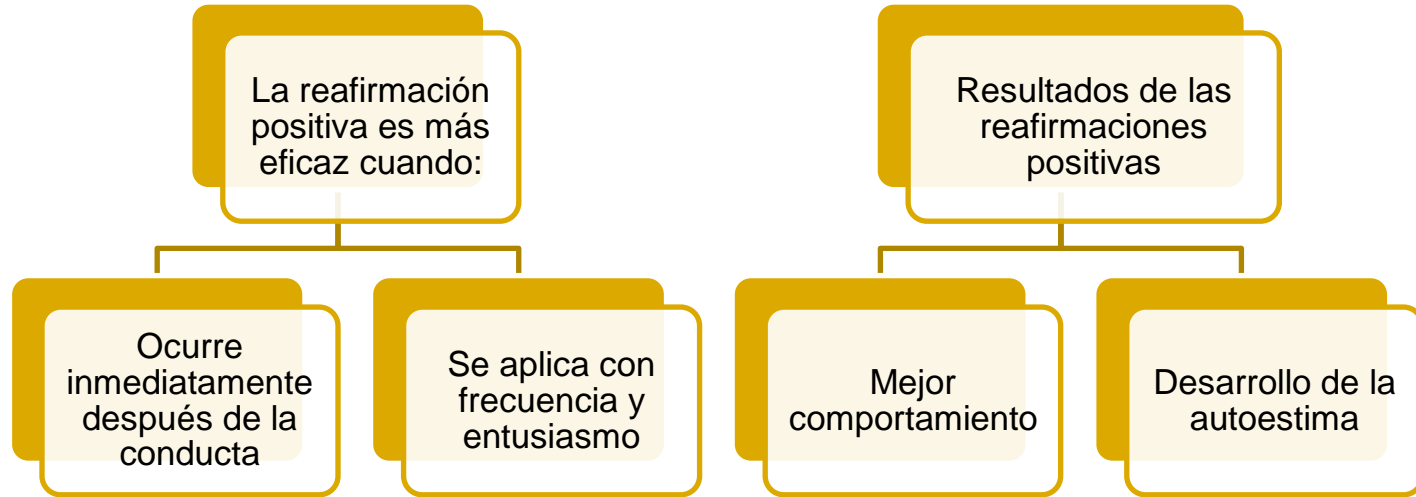 La reafirmación
positiva es más
eficaz cuando:
Resultados de las
reafirmaciones
positivas
Ocurre
inmediatamente
después de la
conducta
Se aplica con
frecuencia y
entusiasmo
Mejor
comportamiento
Desarrollo de la
autoestima